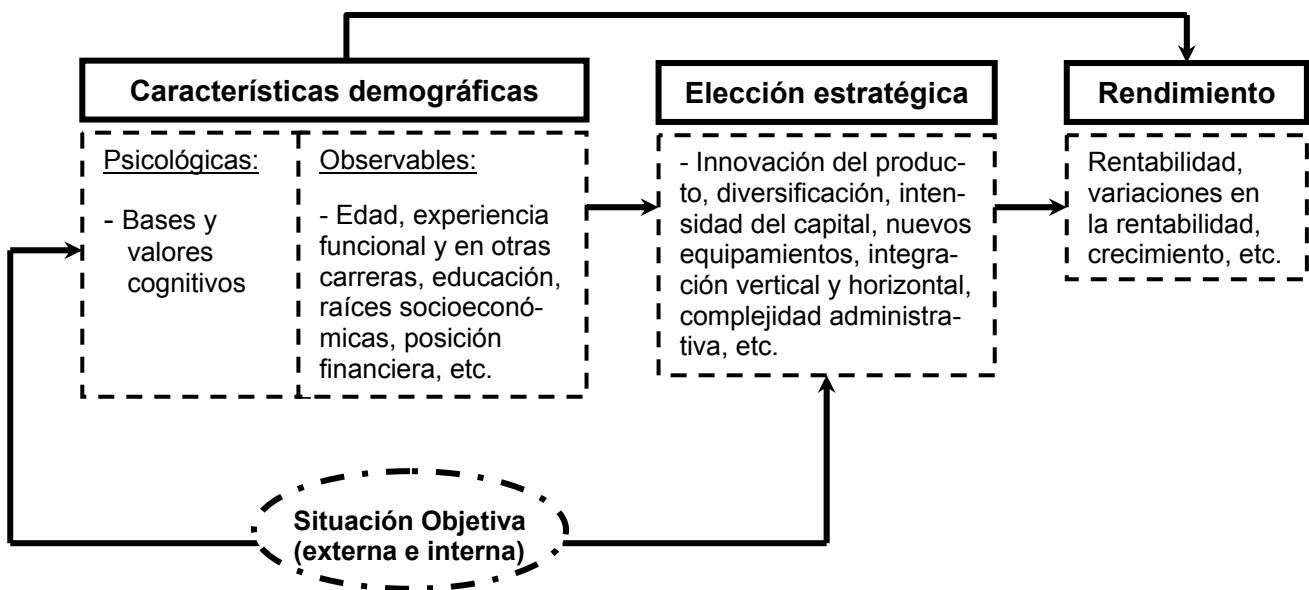 Características demográficas
Psicológicas:
- Bases y
valores
cognitivos
Observables:
- Edad, experiencia
funcional y en otras
carreras, educación,
raíces socioeconó-
micas, posición
financiera, etc.
Elección estratégica
- Innovación del produc-
to, diversificación, inten-
sidad del capital, nuevos
equipamientos, integra-
ción vertical y horizontal,
complejidad administra-
tiva, etc.
Rendimiento
Rentabilidad,
variaciones en
la rentabilidad,
crecimiento, etc.
Situación Objetiva
(externa e interna)